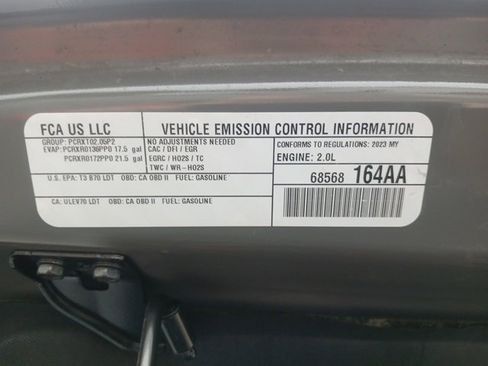 FCA US LLC
VEHICLE EMISSION CONTROL INFORMATION
GROUP: PCRXT02.05P2
EVAP: PCRXR0136PP0 17.5 gal
PCRXR0172PP0 21.5 gal
NO ADJUSTMENTS NEEDED
CAC / DFI / EGR
EGRC / HO2S / TC
TWC / WR-HO2S
CONFORMS TO REGULATIONS: 2023 MY
ENGINE: 2.0L
U.S. EPA: T3 B70 LDT OBD: CA OBD II FUEL: GASOLINE
CA: ULEV70 LDT OBD: CA OBD II FUEL: GASOLINE
68568 164AA